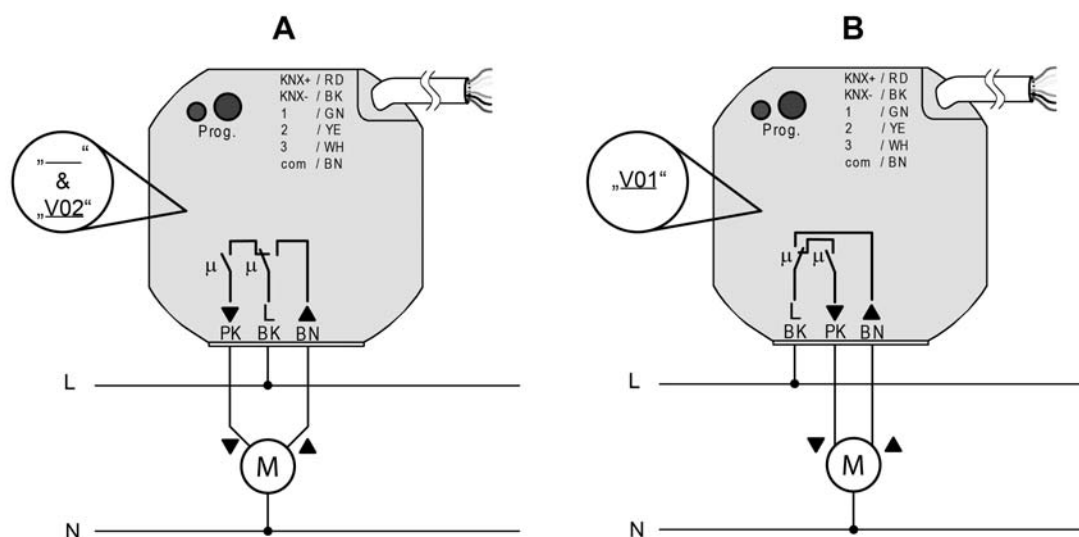 A
KNX+ / RD
KNX- / BK
1 / GN
2 / YE
3 / WH
com / BN
Prog.
„___“
&
„V02“
µ µ
L
PK BK BN
L
M
N
B
KNX+ / RD
KNX- / BK
1 / GN
2 / YE
3 / WH
com / BN
Prog.
„V01“
µ µ
L
BK PK BN
L
M
N